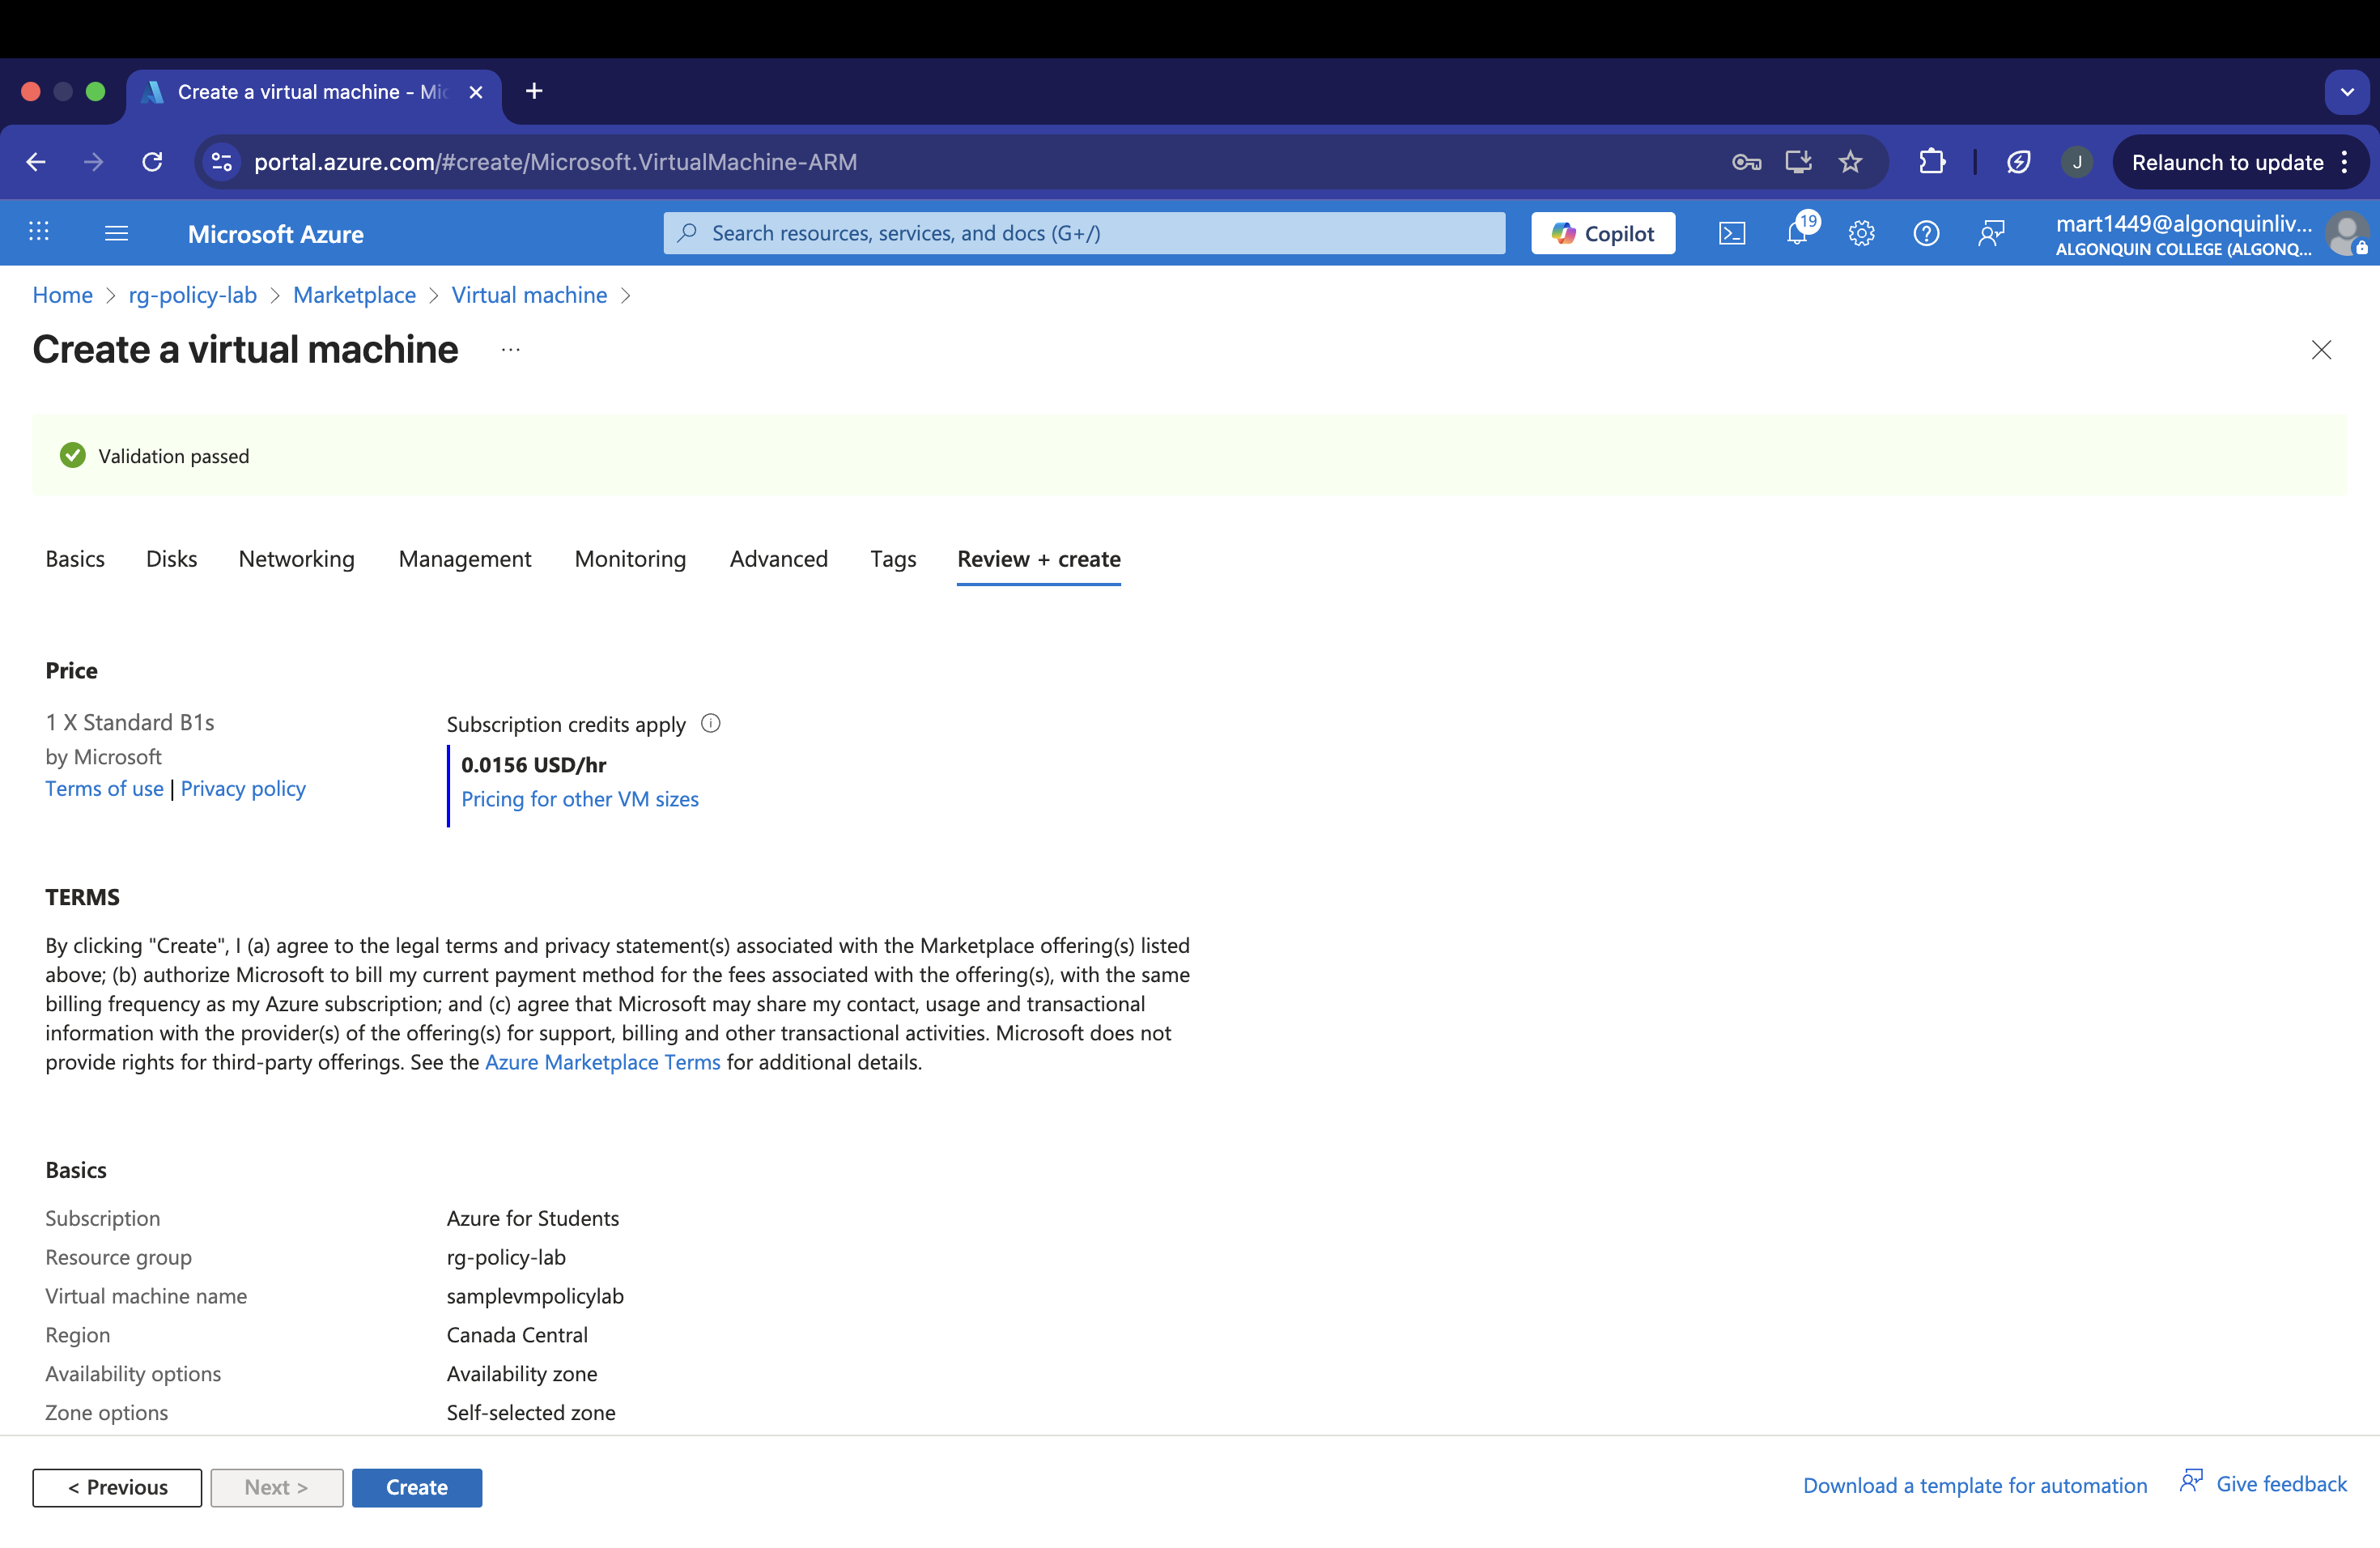 Create a virtual machine - Mic
portal.azure.com/#create/Microsoft.VirtualMachine-ARM
J
Relaunch to update
Microsoft Azure
Search resources, services, and docs (G+/)
Copilot
19
mart1449@algonquinliv...
ALGONQUIN COLLEGE (ALGONQ...
Home > rg-policy-lab > Marketplace > Virtual machine >
Create a virtual machine ...
Validation passed
Basics Disks Networking Management Monitoring Advanced Tags Review + create
Price
1 X Standard B1s
by Microsoft
Terms of use | Privacy policy
Subscription credits apply
0.0156 USD/hr
Pricing for other VM sizes
TERMS
By clicking "Create", I (a) agree to the legal terms and privacy statement(s) associated with the Marketplace offering(s) listed
above; (b) authorize Microsoft to bill my current payment method for the fees associated with the offering(s), with the same
billing frequency as my Azure subscription; and (c) agree that Microsoft may share my contact, usage and transactional
information with the provider(s) of the offering(s) for support, billing and other transactional activities. Microsoft does not
provide rights for third-party offerings. See the Azure Marketplace Terms for additional details.
Basics
Subscription Azure for Students
Resource group rg-policy-lab
Virtual machine name samplevmpolicylab
Region Canada Central
Availability options Availability zone
Zone options Self-selected zone
< Previous Next > Create
Download a template for automation Give feedback